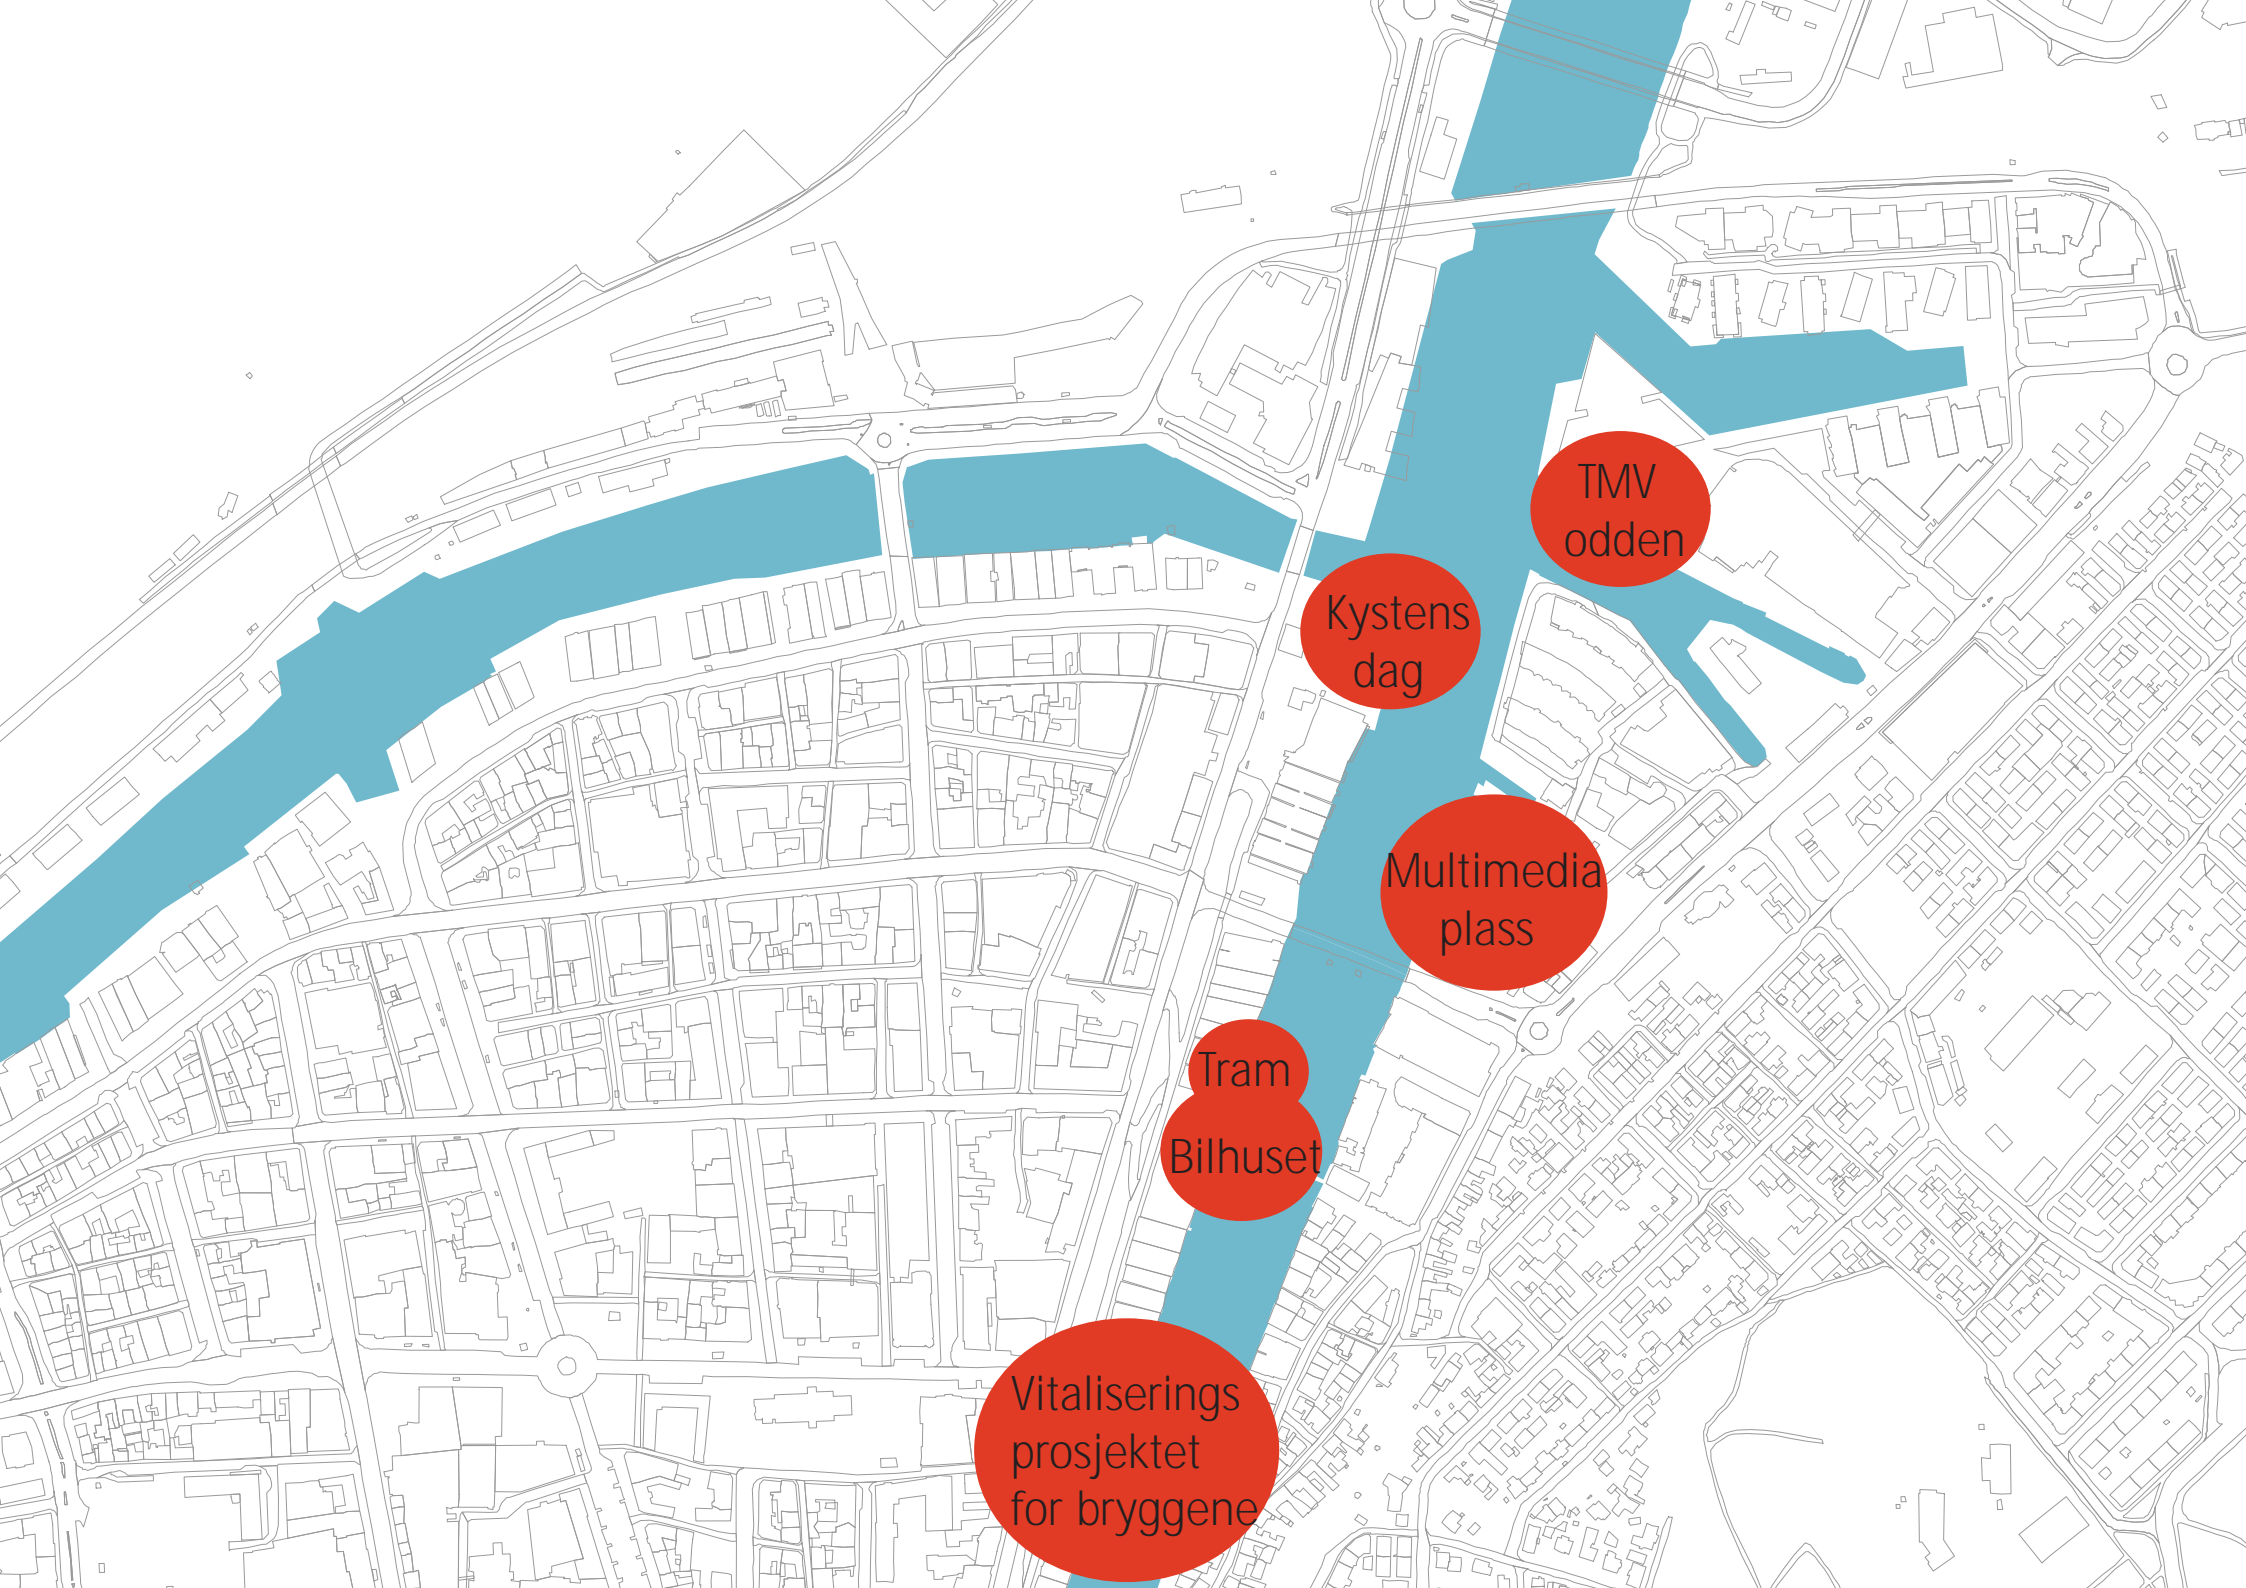 TMV
odden
Kystens
dag
Multimedia
plass
Tram
Bilhuset
Vitaliserings
prosjektet
for bryggene